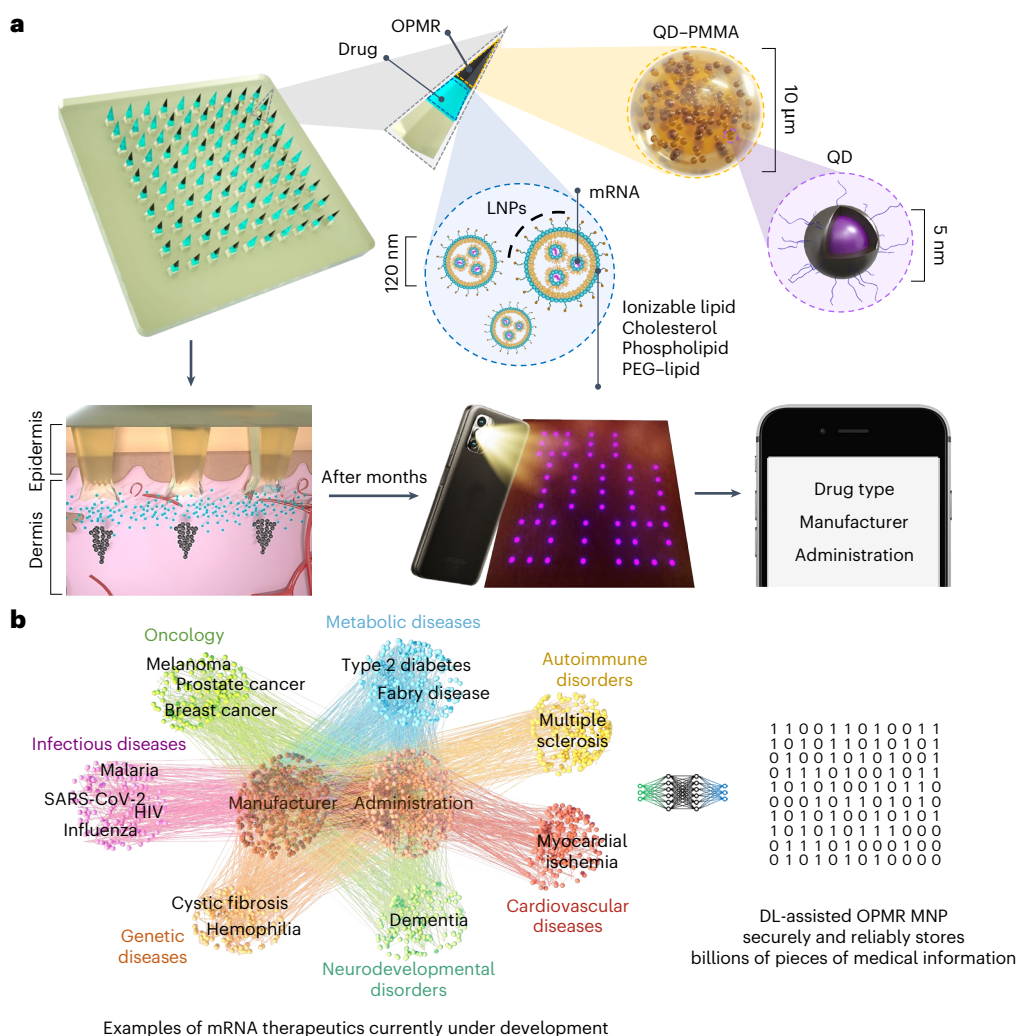 a
OPMR
Drug
QD–PMMA
10 μm
QD
5 nm
mRNA
LNPs
120 nm
Ionizable lipid
Cholesterol
Phospholipid
PEG–lipid
Epidermis
Dermis
After months
Drug type
Manufacturer
Administration
b
Oncology
Melanoma
Prostate cancer
Breast cancer
Metabolic diseases
Type 2 diabetes
Fabry disease
Autoimmune
disorders
Multiple
sclerosis
Infectious diseases
Malaria
SARS-CoV-2
HIV
Influenza
Manufacturer
Administration
Myocardial
ischemia
Cardiovascular
diseases
Cystic fibrosis
Hemophilia
Genetic
diseases
Dementia
Neurodevelopmental
disorders
1 1 0 0 1 1 0 1 0 0 1 1
1 0 1 0 1 1 0 1 0 0 0 1
0 1 0 0 1 0 1 0 1 1 0 0
0 1 1 1 0 1 1 0 1 0 1 1
1 0 1 0 1 0 1 0 1 0 1 0
0 1 0 1 0 1 0 0 1 0 0 1
0 0 0 1 0 1 0 1 0 0 1 0
1 0 1 0 1 0 1 1 1 0 0 0
0 1 1 1 0 1 0 0 0 1 1 0
0 1 0 1 0 1 0 1 0 0 0 0
DL-assisted OPMR MNP
securely and reliably stores
billions of pieces of medical information
Examples of mRNA therapeutics currently under development